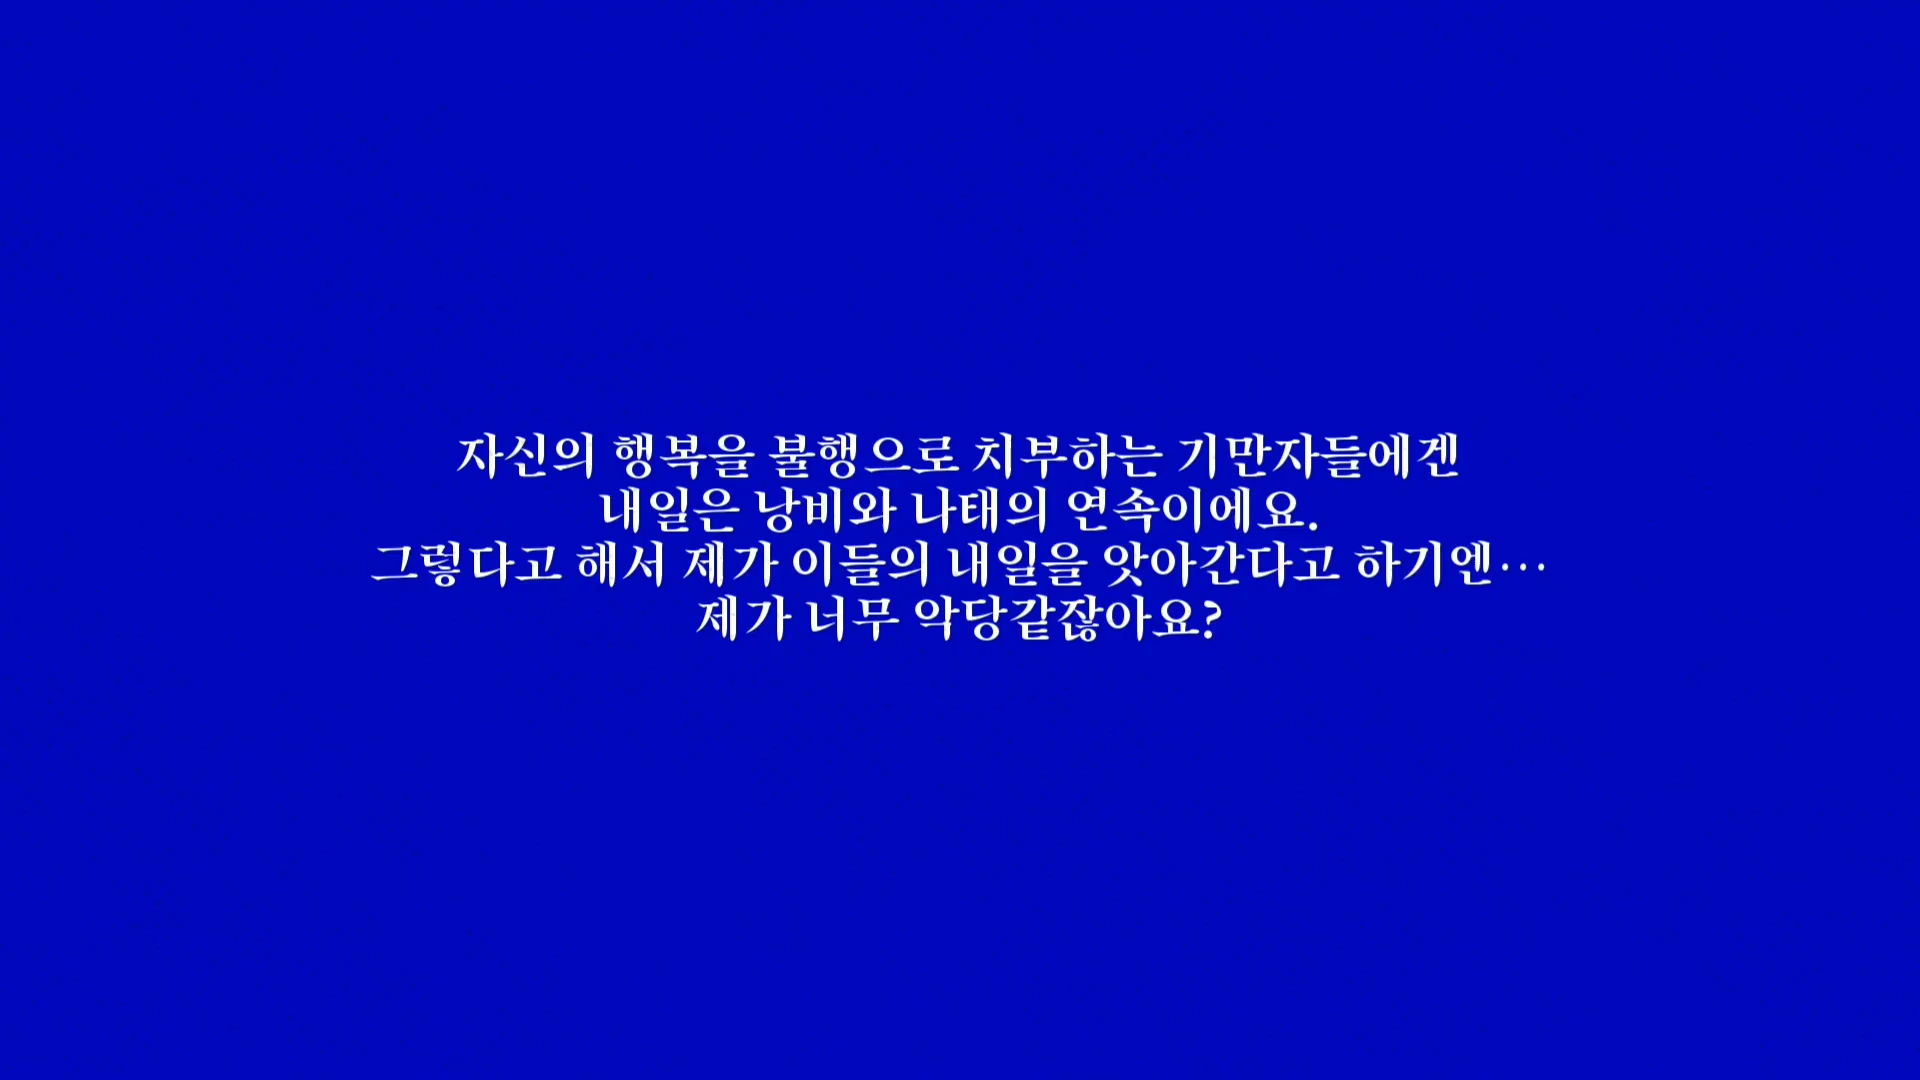 자신의 행복을 불행으로 치부하는 기만자들에겐
내일은 낭비와 나태의 연속이에요.
그렇다고 해서 제가 이들의 내일을 앗아간다고 하기엔…
제가 너무 악당같잖아요?